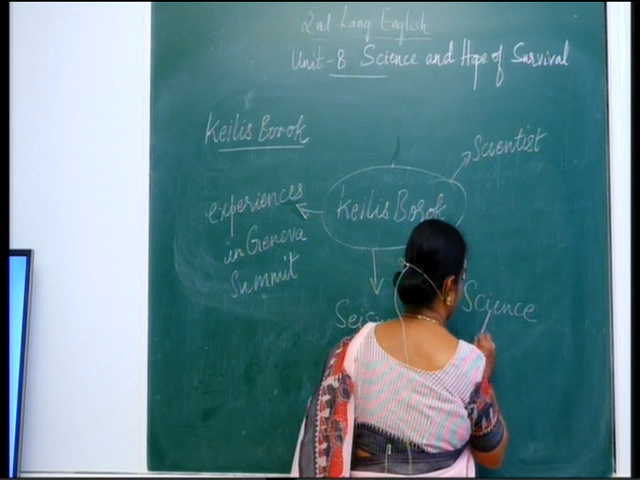 2nd Lang English
Unit-8 Science and Hope of Survival
Keilis Borok
Scientist
Keilis Borok
experiences
in Geneva
Summit
Science